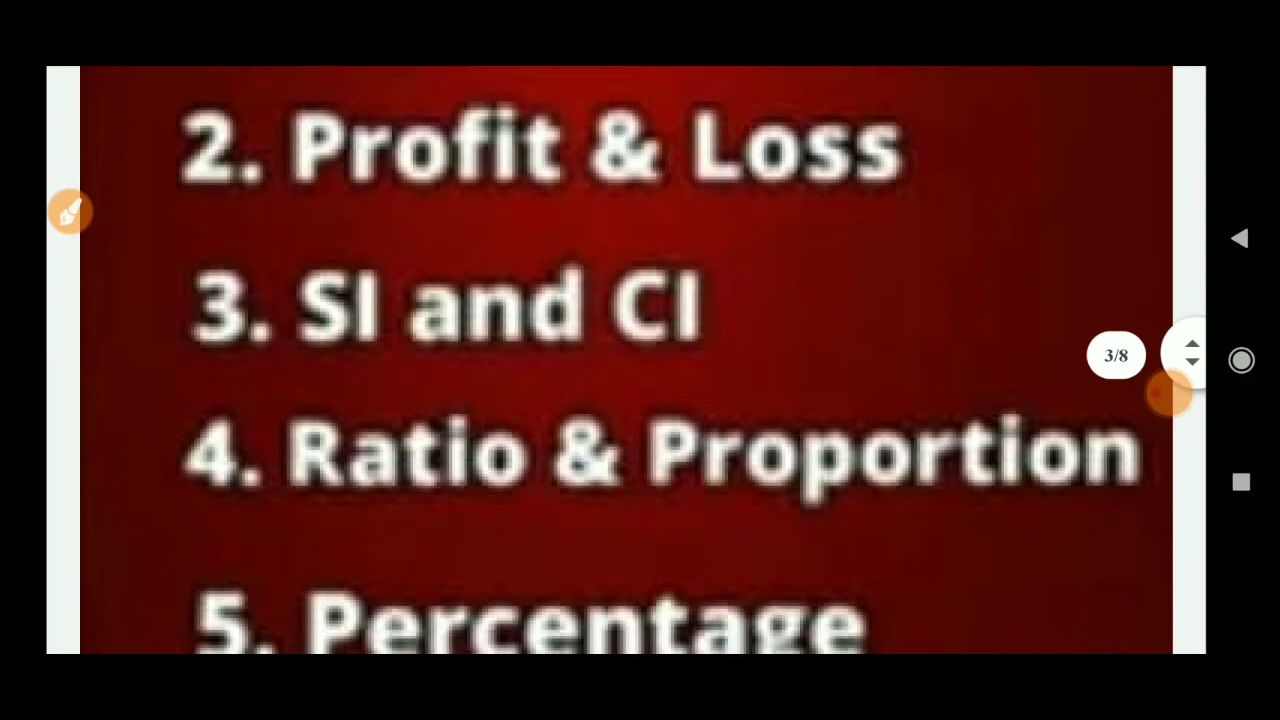 2. Profit & Loss
3. SI and CI
3/8
4. Ratio & Proportion
5. Percentage